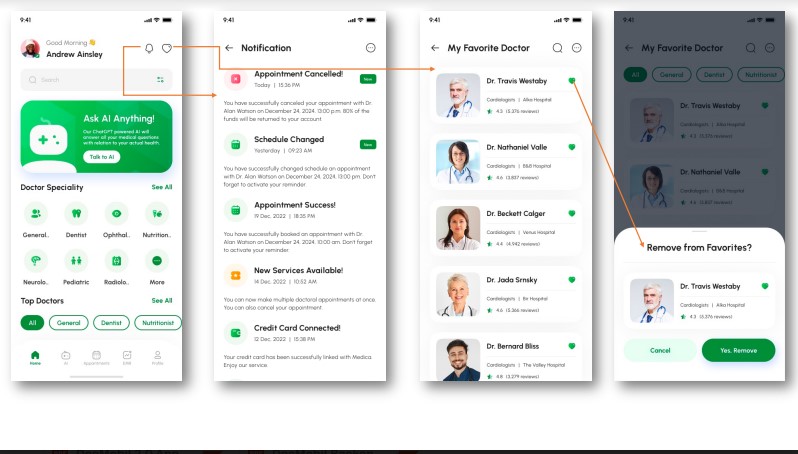 9:41
Good Morning 👋
Andrew Ainsley
Search
Ask AI Anything!
Our ChatGPT powered AI will
answer all your medical questions
with relation to your actual health.
Talk to AI
Doctor Speciality
See All
General..
Dentist
Ophthal..
Nutrition..
Neurolo..
Pediatric
Radiolo..
More
Top Doctors
See All
All
General
Dentist
Nutritionist
Home
AI
Appointments
EMR
Profile
9:41
Notification
Appointment Cancelled!
Today | 15:36 PM
New
You have successfully canceled your appointment with Dr.
Alan Watson on December 24, 2024, 13:00 pm. 80% of the
funds will be returned to your account.
Schedule Changed
Yesterday | 09:23 AM
New
You have successfully changed schedule an appointment
with Dr. Alan Watson on December 24, 2024, 13:00 pm. Don't
forget to activate your reminder.
Appointment Success!
19 Dec, 2022 | 18:35 PM
You have successfully booked an appointment with Dr.
Alan Watson on December 24, 2024, 10:00 am. Don't forget
to activate your reminder.
New Services Available!
14 Dec, 2022 | 10:52 AM
You can now make multiple doctoral appointments at once.
You can also cancel your appointment.
Credit Card Connected!
12 Dec, 2022 | 15:38 PM
Your credit card has been successfully linked with Medica.
Enjoy our service.
9:41
My Favorite Doctor
Dr. Travis Westaby
Cardiologists | Alka Hospital
4.3 (5,376 reviews)
Dr. Nathaniel Valle
Cardiologists | B&B Hospital
4.6 (3,837 reviews)
Dr. Beckett Calger
Cardiologists | Venus Hospital
4.4 (4,942 reviews)
Dr. Jada Srnsky
Cardiologists | Bir Hospital
4.6 (5,366 reviews)
Dr. Bernard Bliss
Cardiologists | The Valley Hospital
4.8 (3,279 reviews)
9:41
My Favorite Doctor
All
General
Dentist
Nutritionist
Dr. Travis Westaby
Cardiologists | Alka Hospital
4.3 (5,376 reviews)
Dr. Nathaniel Valle
Cardiologists | B&B Hospital
4.6 (3,837 reviews)
Remove from Favorites?
Dr. Travis Westaby
Cardiologists | Alka Hospital
4.3 (5,376 reviews)
Cancel
Yes, Remove